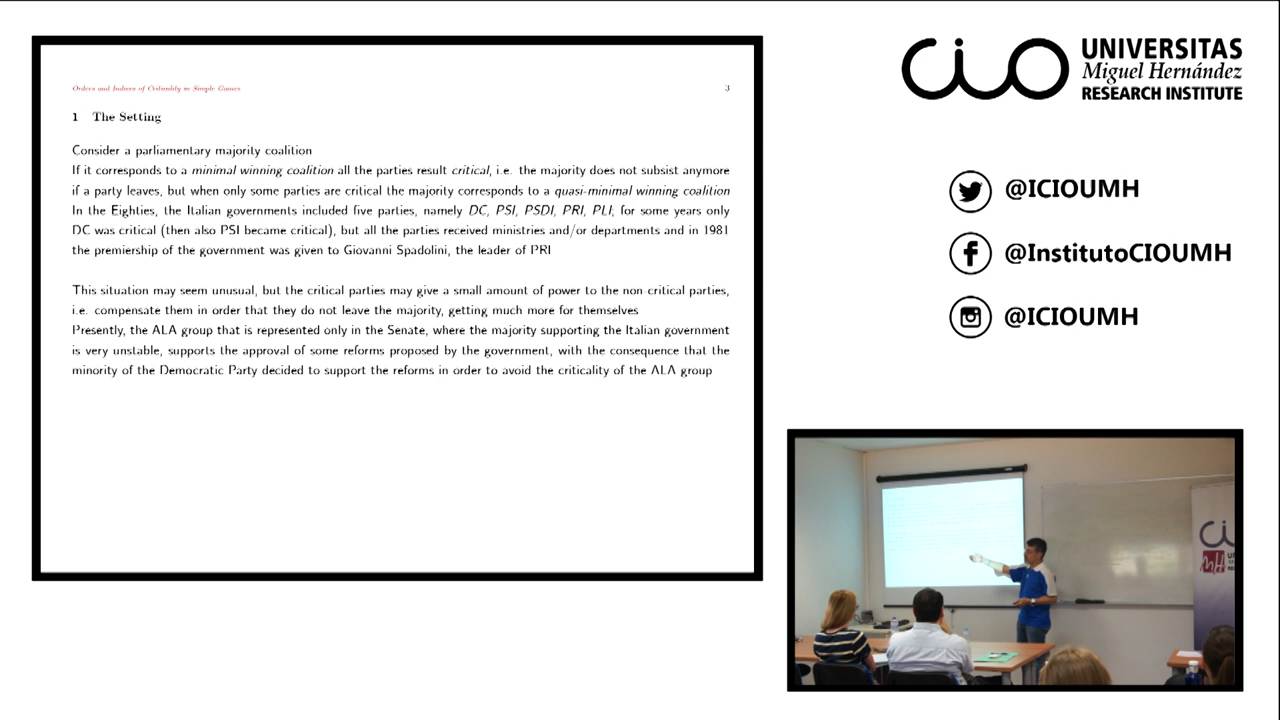 Orders and Indices of Critiality in Simple Games
3
1 The Setting
Consider a parliamentary majority coalition
If it corresponds to a minimal winning coalition all the parties result critical, i.e. the majority does not subsist anymore
if a party leaves, but when only some parties are critical the majority corresponds to a quasi-minimal winning coalition
In the Eighties, the Italian governments included five parties, namely DC, PSI, PSDI, PRI, PLI; for some years only
DC was critical (then also PSI became critical), but all the parties received ministries and/or departments and in 1981
the premiership of the government was given to Giovanni Spadolini, the leader of PRI
This situation may seem unusual, but the critical parties may give a small amount of power to the non-critical parties,
i.e. compensate them in order that they do not leave the majority, getting much more for themselves
Presently, the ALA group that is represented only in the Senate, where the majority supporting the Italian government
is very unstable, supports the approval of some reforms proposed by the government, with the consequence that the
minority of the Democratic Party decided to support the reforms in order to avoid the criticality of the ALA group
cio
UNIVERSITAS
Miguel Hernández
RESEARCH INSTITUTE
@ICIOUMH
@InstitutoCIOUMH
@ICIOUMH